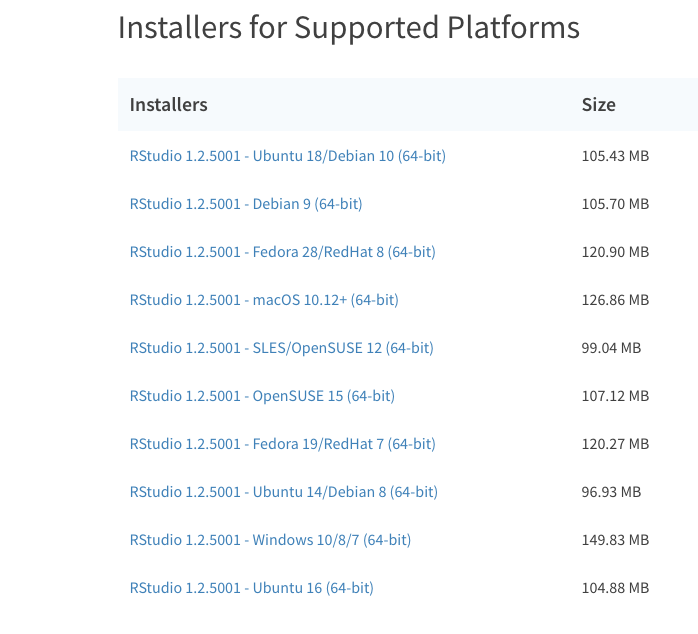 Installers for Supported Platforms
Installers Size
RStudio 1.2.5001 - Ubuntu 18/Debian 10 (64-bit) 105.43 MB
RStudio 1.2.5001 - Debian 9 (64-bit) 105.70 MB
RStudio 1.2.5001 - Fedora 28/RedHat 8 (64-bit) 120.90 MB
RStudio 1.2.5001 - macOS 10.12+ (64-bit) 126.86 MB
RStudio 1.2.5001 - SLES/OpenSUSE 12 (64-bit) 99.04 MB
RStudio 1.2.5001 - OpenSUSE 15 (64-bit) 107.12 MB
RStudio 1.2.5001 - Fedora 19/RedHat 7 (64-bit) 120.27 MB
RStudio 1.2.5001 - Ubuntu 14/Debian 8 (64-bit) 96.93 MB
RStudio 1.2.5001 - Windows 10/8/7 (64-bit) 149.83 MB
RStudio 1.2.5001 - Ubuntu 16 (64-bit) 104.88 MB